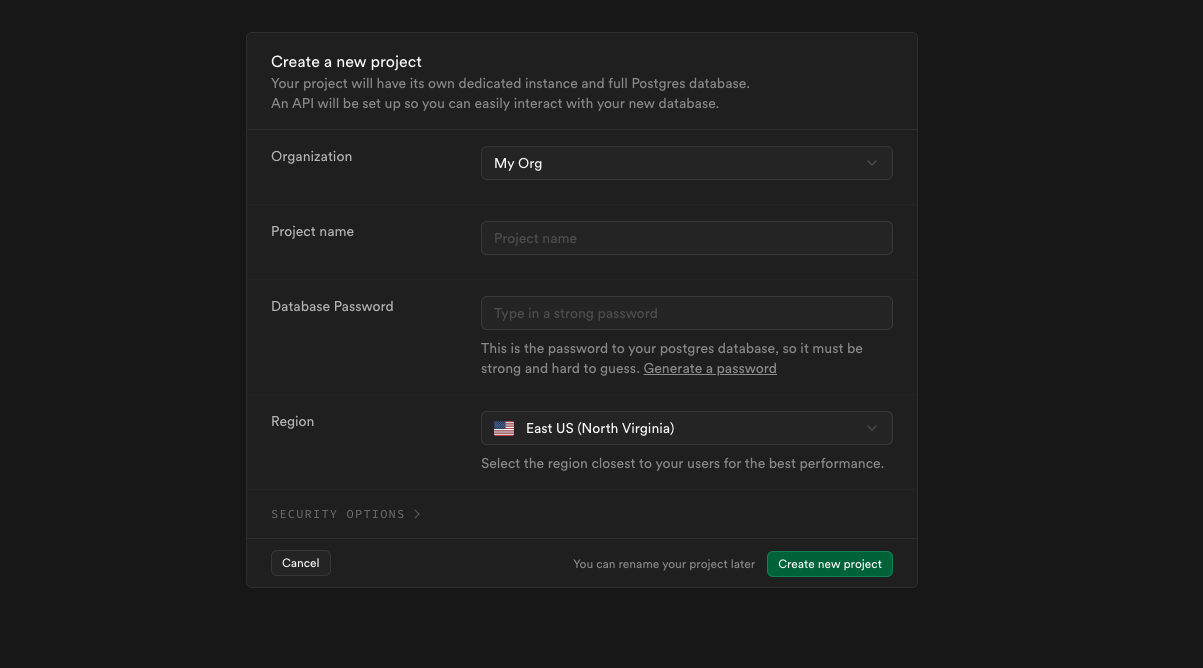 Create a new project
Your project will have its own dedicated instance and full Postgres database.
An API will be set up so you can easily interact with your new database.
Organization
My Org
Project name
Project name
Database Password
Type in a strong password
This is the password to your postgres database, so it must be
strong and hard to guess. Generate a password
Region
East US (North Virginia)
Select the region closest to your users for the best performance.
SECURITY OPTIONS
Cancel
You can rename your project later
Create new project